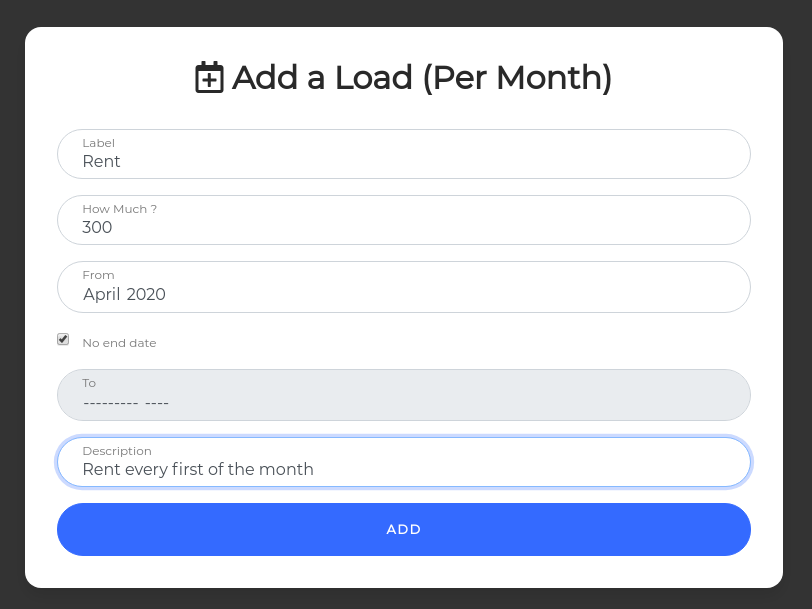 Add a Load (Per Month)
Label
Rent
How Much ?
300
From
April 2020
No end date
To
--------- ----
Description
Rent every first of the month
ADD